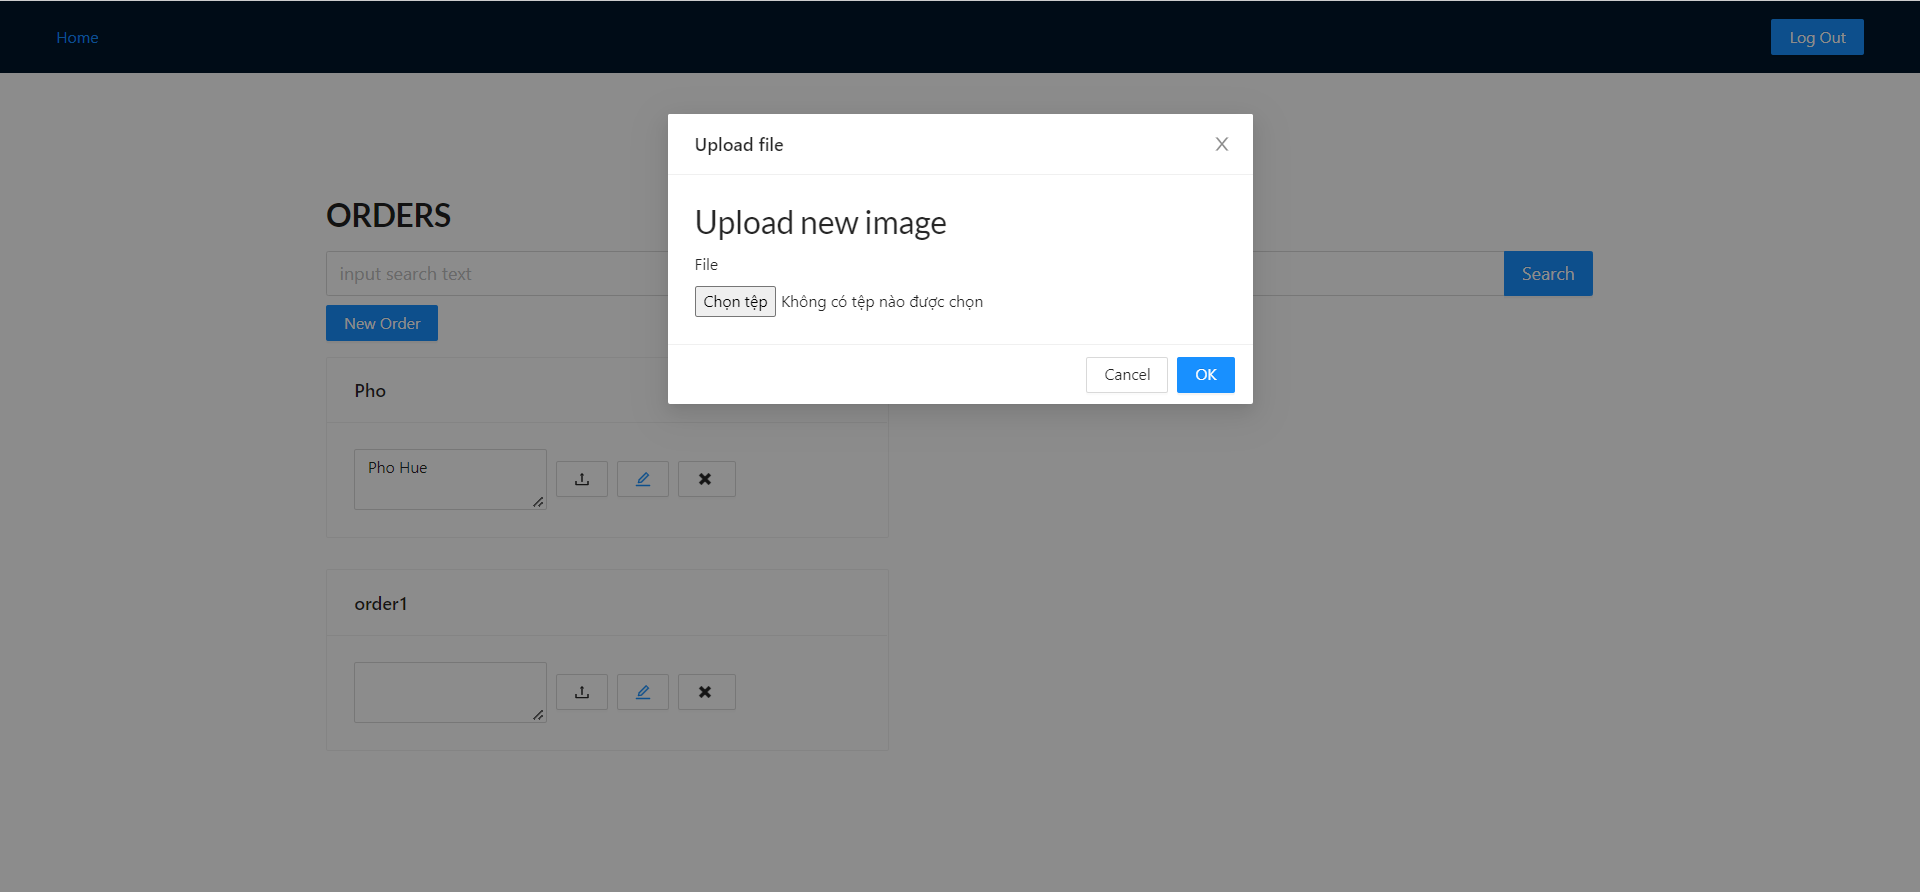 Home
Log Out
Upload file
Upload new image
File
Chọn tệp Không có tệp nào được chọn
Cancel
OK
ORDERS
input search text
Search
New Order
Pho
Pho Hue
order1